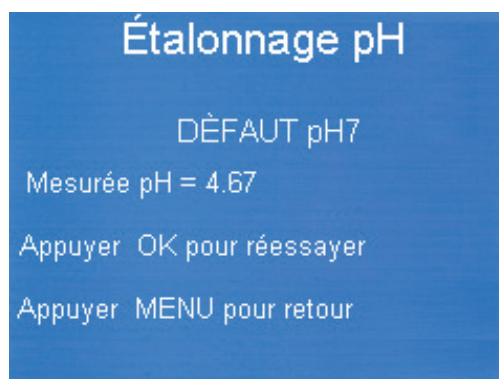 Étalonnage pH
DÈFAUT pH7
Mesurée pH = 4.67
Appuyer OK pour réessayer
Appuyer MENU pour retour